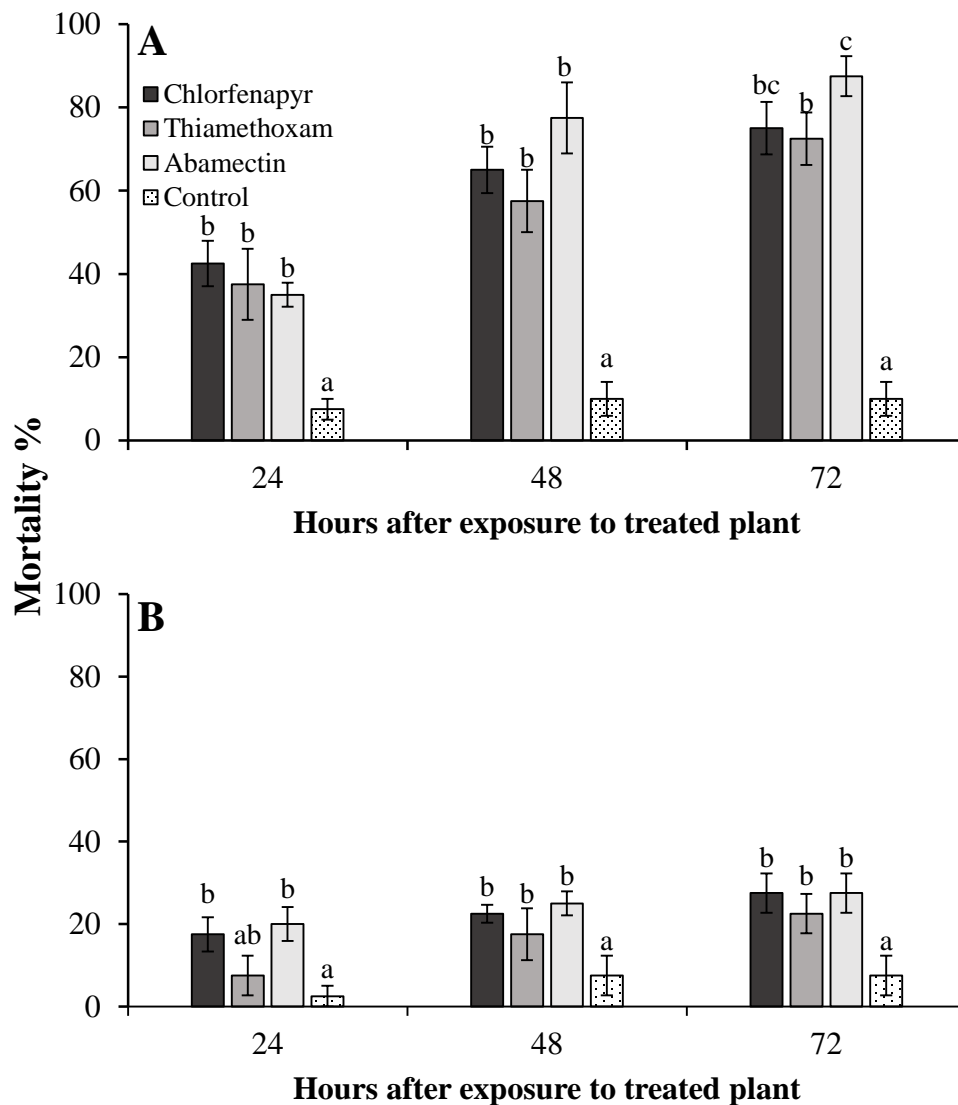 Mortality %
A
100
80
60
40
20
0
Chlorfenapyr
Thiamethoxam
Abamectin
Control
b
b
b
a
b
b
b
a
bc
b
c
a
24
48
72
Hours after exposure to treated plant
B
100
80
60
40
20
0
b
ab
b
a
b
b
b
a
b
b
b
a
24
48
72
Hours after exposure to treated plant